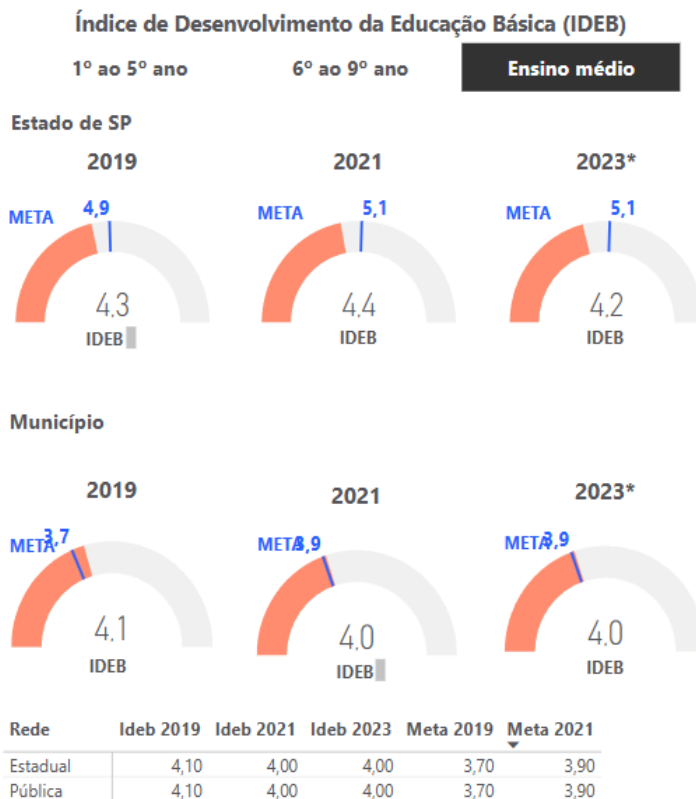 Índice de Desenvolvimento da Educação Básica (IDEB)
1º ao 5º ano 6º ao 9º ano Ensino médio
Estado de SP
2019 2021 2023*
META 4,9 META 5,1 META 5,1
4,3 4,4 4,2
IDEB IDEB IDEB
Município
2019 2021 2023*
META 3,7 META 3,9 META 3,9
4,1 4,0 4,0
IDEB IDEB IDEB
Rede Ideb 2019 Ideb 2021 Ideb 2023 Meta 2019 Meta 2021
Estadual 4,10 4,00 4,00 3,70 3,90
Pública 4,10 4,00 4,00 3,70 3,90